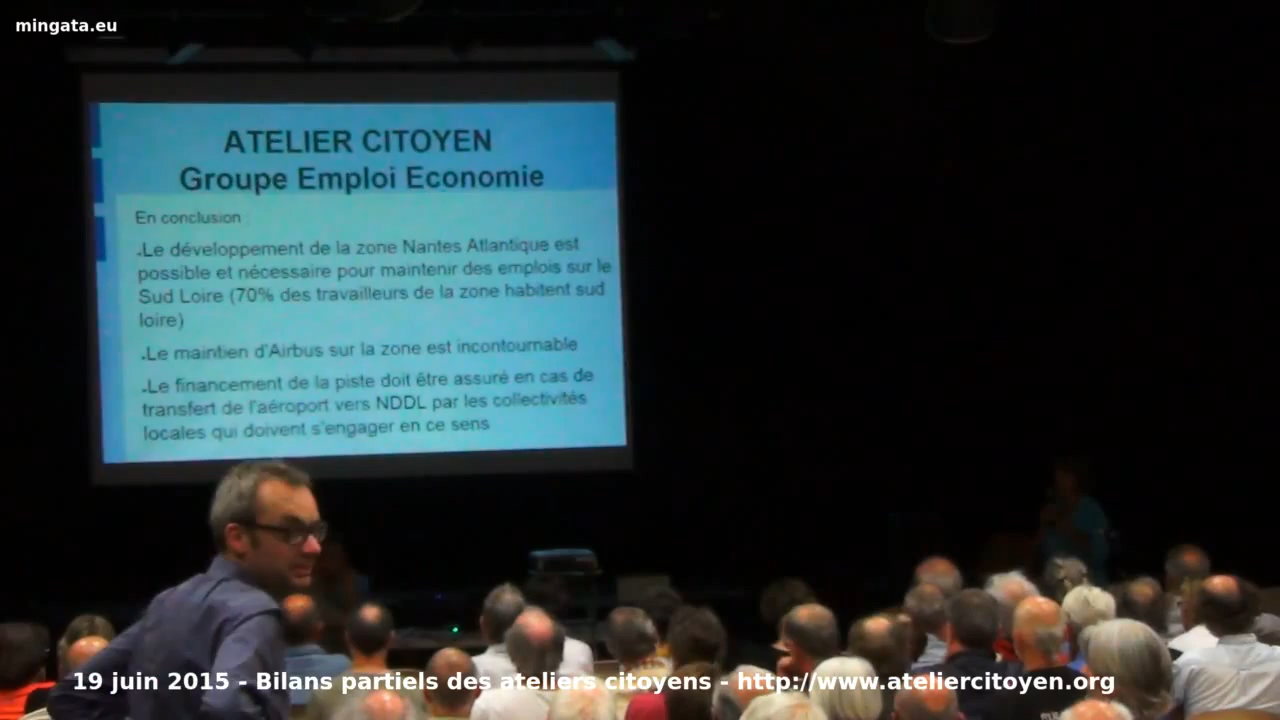 mingata.eu
ATELIER CITOYEN
Groupe Emploi Economie
En conclusion :
.Le développement de la zone Nantes Atlantique est
possible et nécessaire pour maintenir des emplois sur le
Sud Loire (70% des travailleurs de la zone habitent sud
loire)
.Le maintien d'Airbus sur la zone est incontournable
.Le financement de la piste doit être assuré en cas de
transfert de l'aéroport vers NDDL par les collectivités
locales qui doivent s'engager en ce sens
19 juin 2015 - Bilans partiels des ateliers citoyens - http://www.ateliercitoyen.org